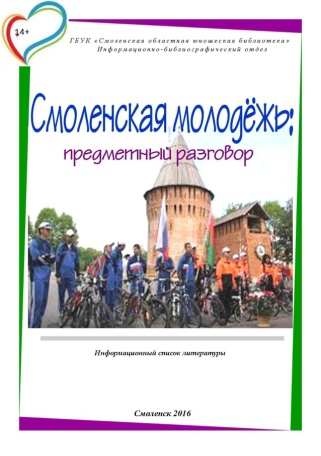 14+
ГБУК «Смоленская областная юношеская библиотека»
Информационно-библиографический отдел
Смоленская молодёжь:
предметный разговор
Информационный список литературы
Смоленск 2016